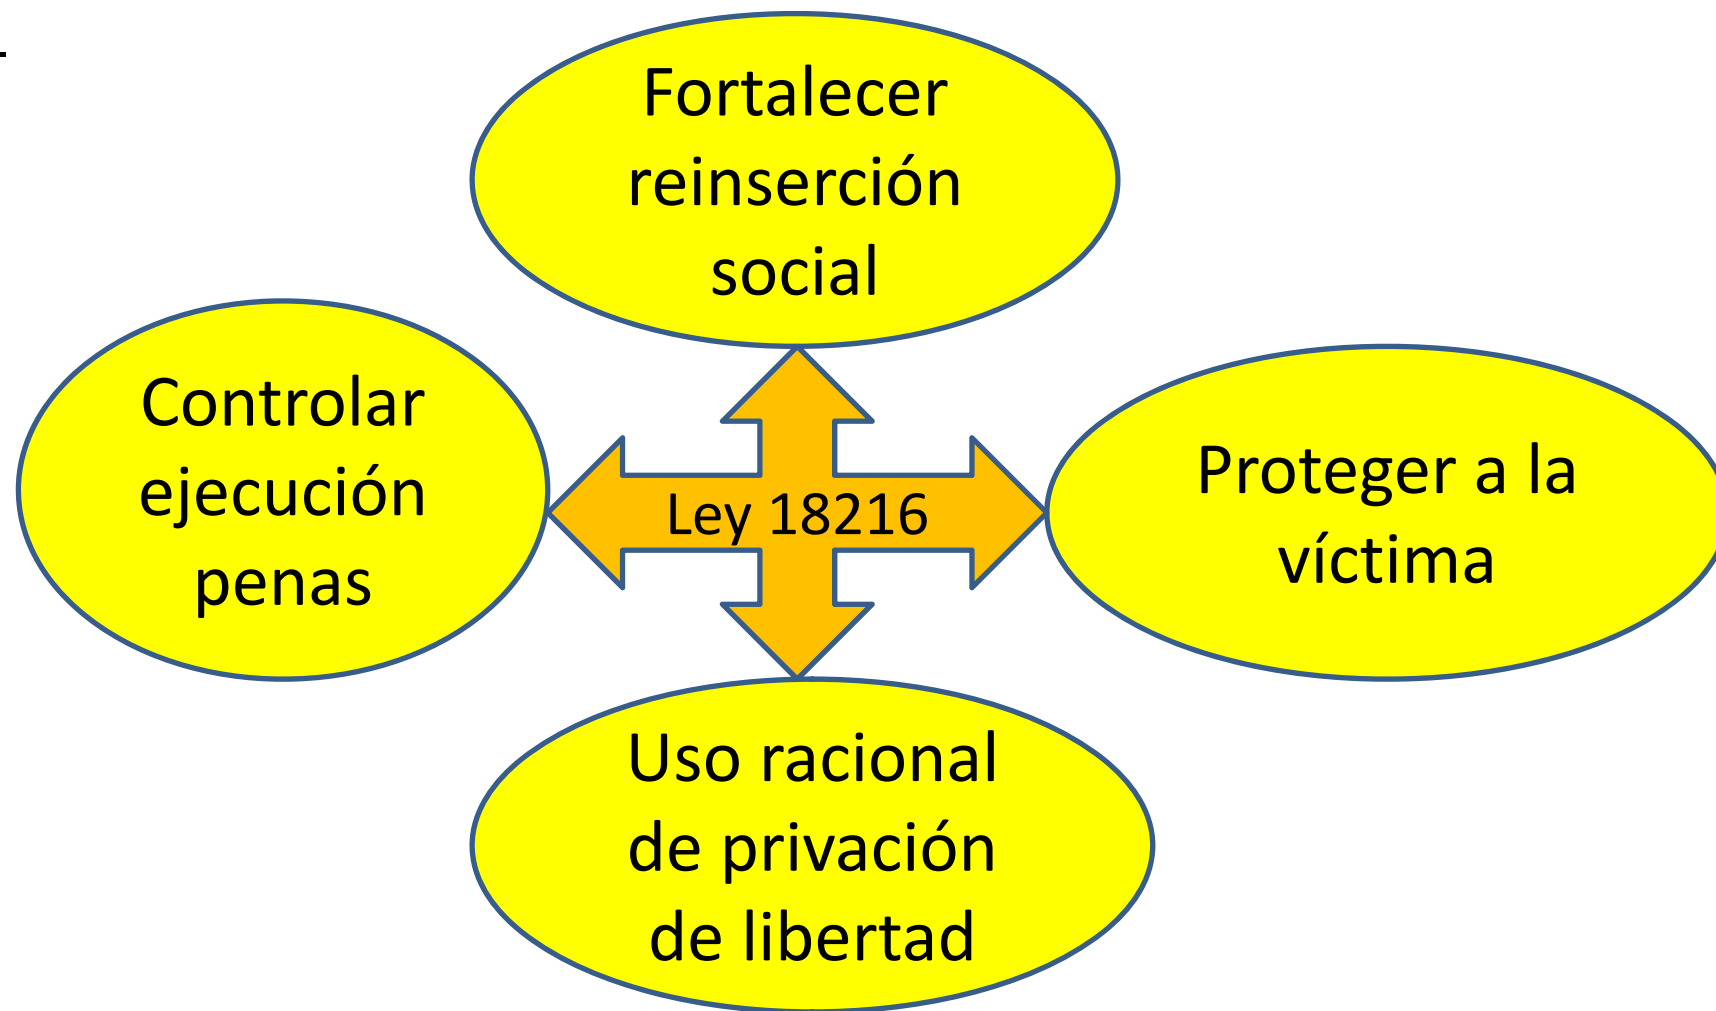 Fortalecer
reinserción
social
Controlar
ejecución
penas
Ley 18216
Proteger a la
víctima
Uso racional
de privación
de libertad